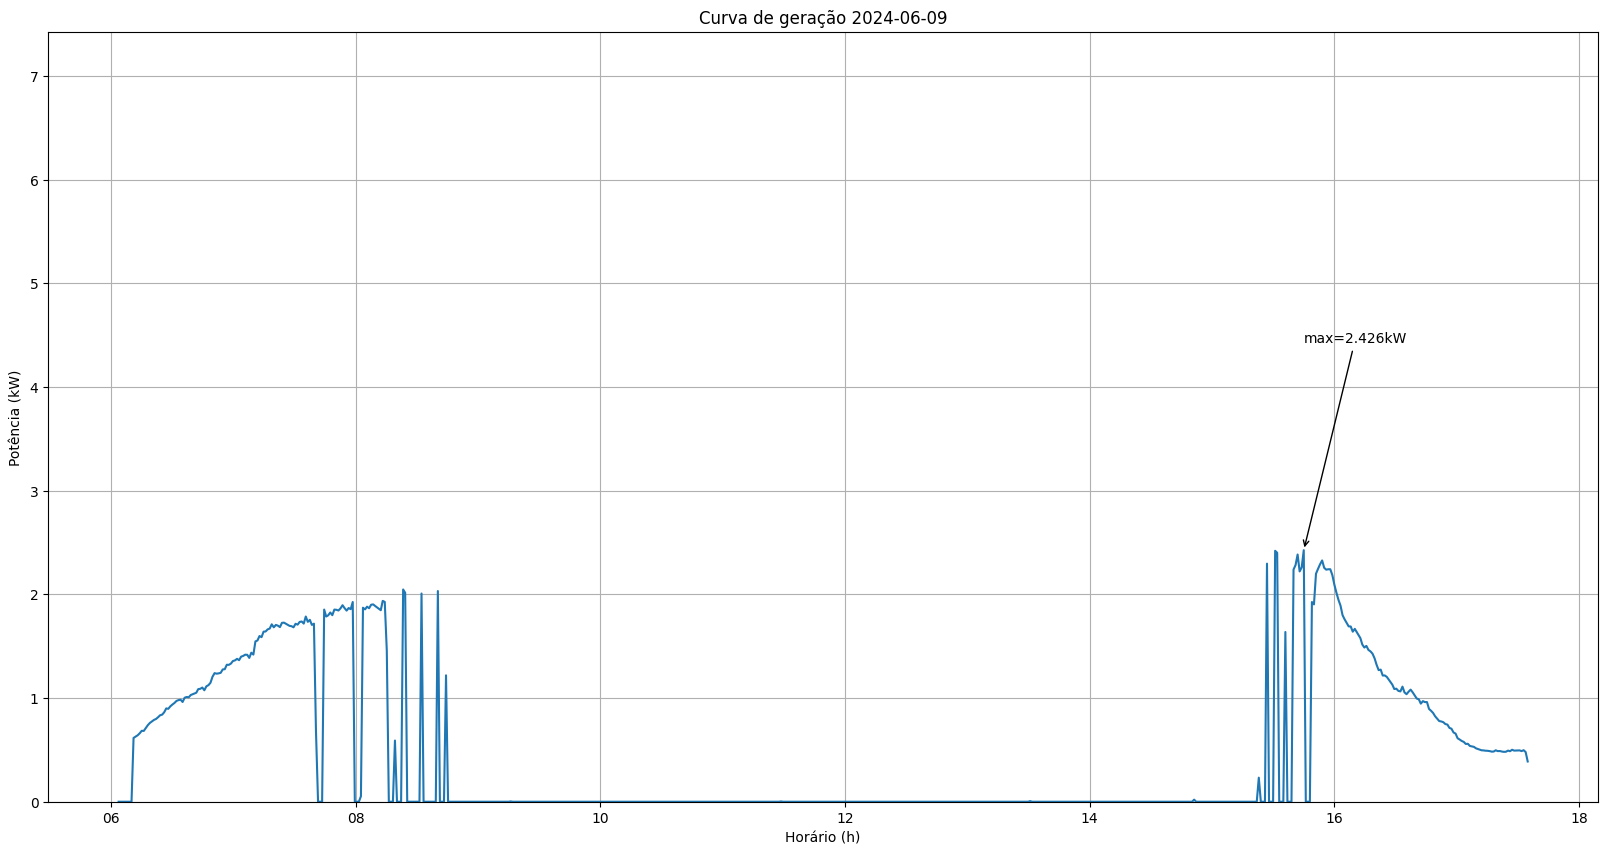 Curva de geração 2024-06-09
7
6
5
4
3
2
1
0
Potência (kW)
max=2.426kW
06 08 10 12 14 16 18
Horário (h)